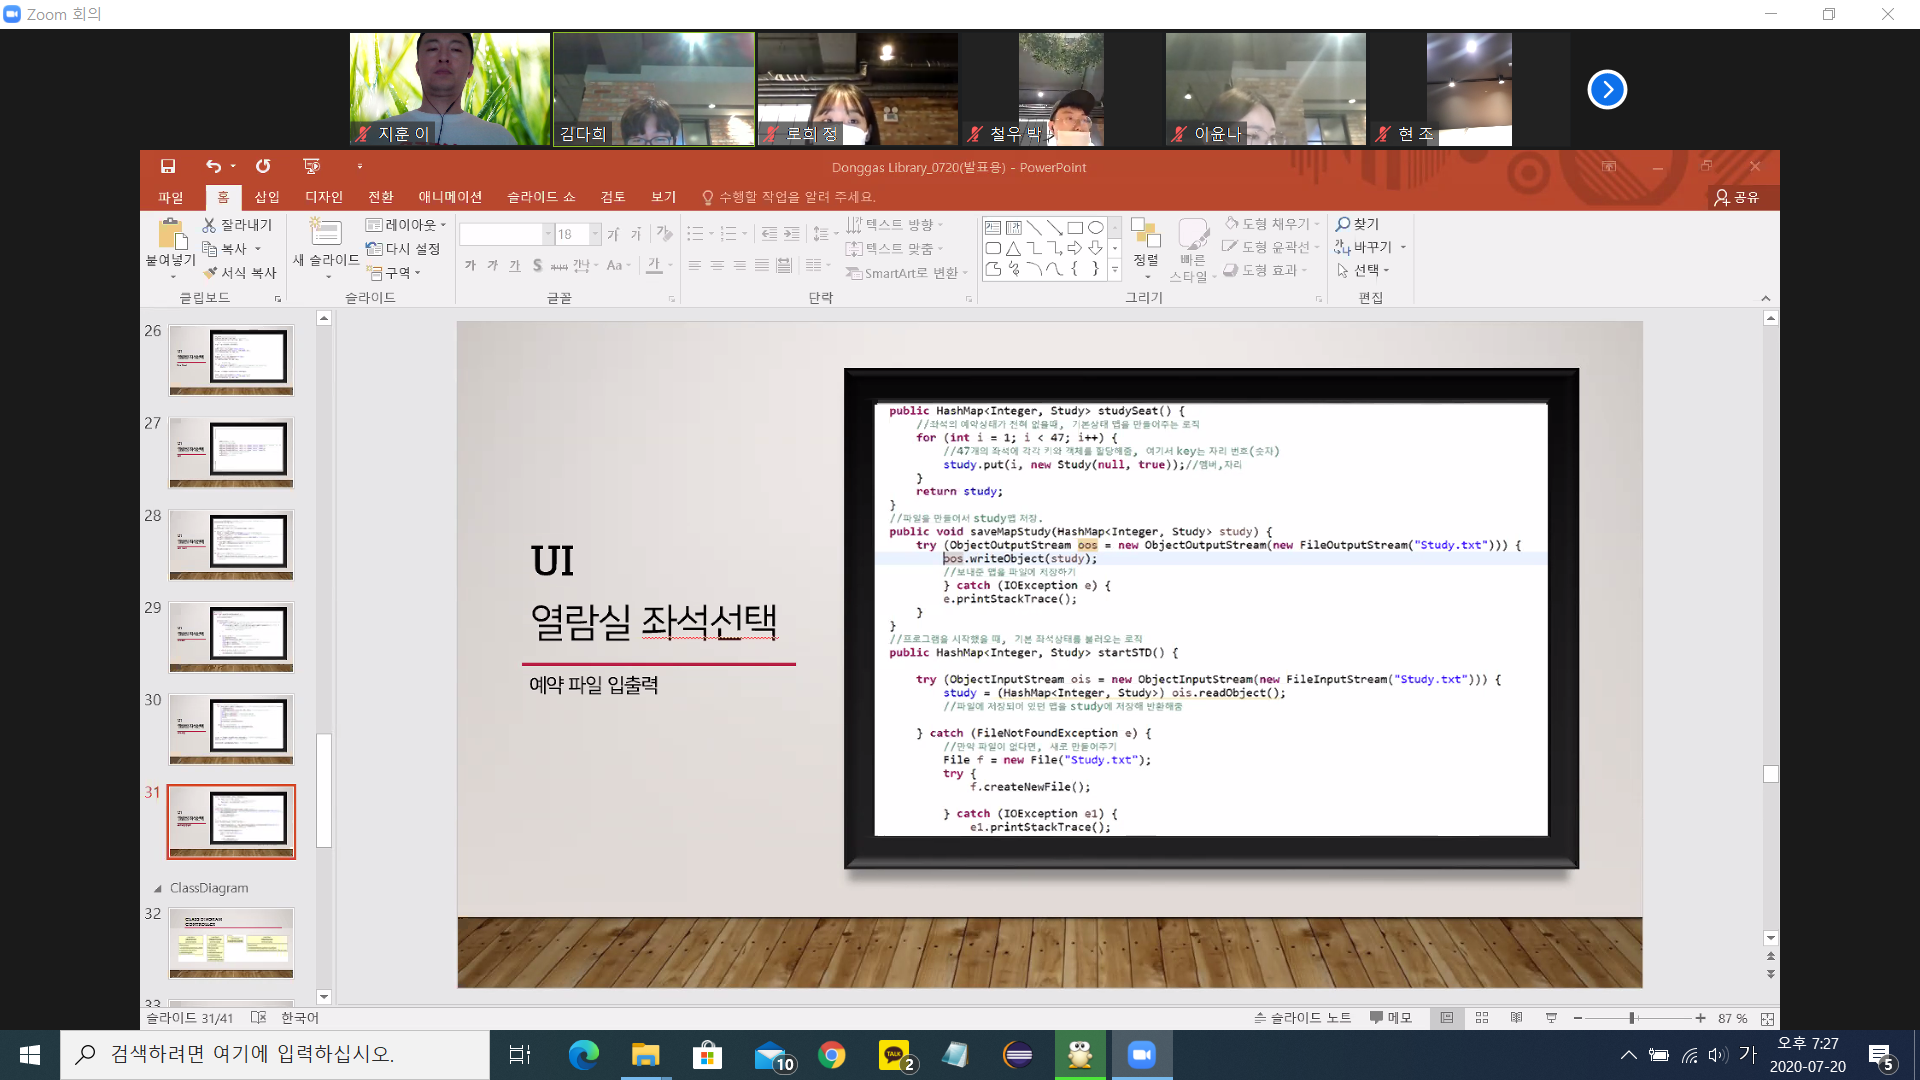 Zoom 회의
지훈 이
김다희
로희 정
철우 박
이윤나
현 조
Donggas Library_0720(발표용) - PowerPoint
파일 홈 삽입 디자인 전환 애니메이션 슬라이드 쇼 검토 보기 수행할 작업을 알려 주세요. 공유
붙여넣기
잘라내기
복사
서식 복사
클립보드
새 슬라이드
레이아웃
다시 설정
구역
슬라이드
18
가 가 가 S abc 간 Aa 가
글꼴
텍스트 방향
텍스트 맞춤
SmartArt로 변환
단락
정렬
빠른 스타일
도형 채우기
도형 윤곽선
도형 효과
그리기
찾기
바꾸기
선택
편집
26
27
28
29
30
31
ClassDiagram
32
33
UI
열람실 좌석선택
예약 파일 입출력
public HashMap<Integer, Study> studySeat() {
//좌석의 예약상태가 전혀 없을때, 기본상태 맵을 만들어주는 로직
for (int i = 1; i < 47; i++) {
//47개의 좌석에 각각 키와 객체를 할당해줌, 여기서 key는 자리 번호(숫자)
study.put(i, new Study(null, true));//멤버,자리
}
return study;
}
//파일을 만들어서 study맵 저장.
public void saveMapStudy(HashMap<Integer, Study> study) {
try (ObjectOutputStream oos = new ObjectOutputStream(new FileOutputStream("Study.txt"))) {
oos.writeObject(study);
//보내준 맵을 파일에 저장하기
} catch (IOException e) {
e.printStackTrace();
}
}
//프로그램을 시작했을 때, 기본 좌석상태를 불러오는 로직
public HashMap<Integer, Study> startSTD() {
try (ObjectInputStream ois = new ObjectInputStream(new FileInputStream("Study.txt"))) {
study = (HashMap<Integer, Study>) ois.readObject();
//파일에 저장되어 있던 맵을 study에 저장해 반환해줌
} catch (FileNotFoundException e) {
//만약 파일이 없다면, 새로 만들어주기
File f = new File("Study.txt");
try {
f.createNewFile();
} catch (IOException e1) {
e1.printStackTrace();
슬라이드 31/41 한국어 슬라이드 노트 메모 87 %
검색하려면 여기에 입력하십시오.
10
TALK
2
가
오후 7:27
2020-07-20
5